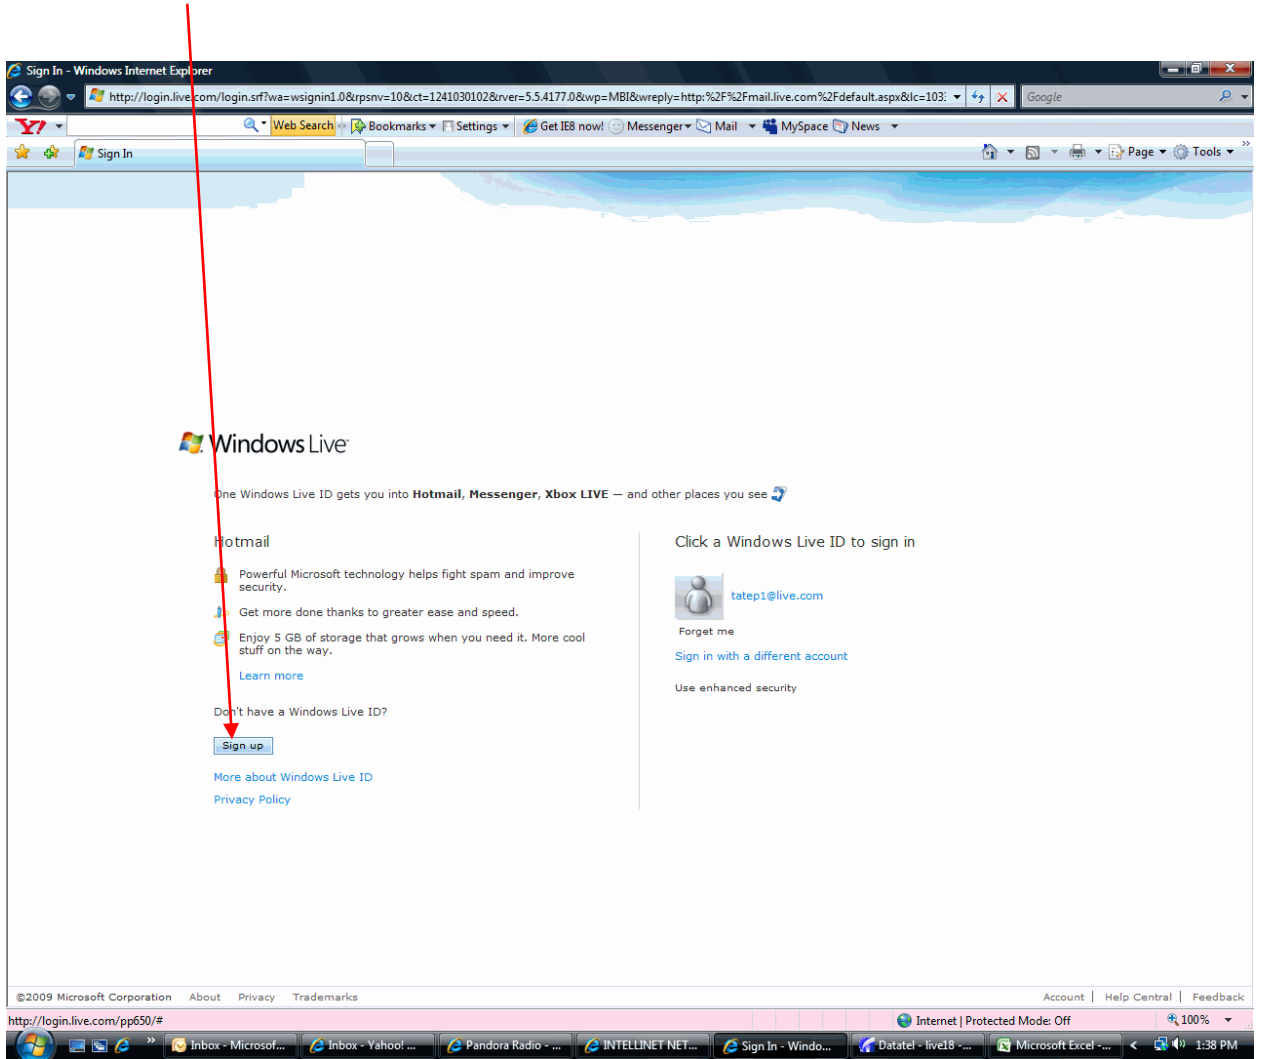 Sign In - Windows Internet Explorer
http://login.live.com/login.srf?wa=wsignin1.0&rpsnv=10&ct=1241030102&rver=5.5.4177.0&wp=MBI&wreply=http:%2F%2Fmail.live.com%2Fdefault.aspx&lc=103
Google
Y!
Web Search
Bookmarks
Settings
Get IE8 now!
Messenger
Mail
MySpace
News
Sign In
Page
Tools
Windows Live
One Windows Live ID gets you into Hotmail, Messenger, Xbox LIVE — and other places you see
Hotmail
Powerful Microsoft technology helps fight spam and improve
security.
Get more done thanks to greater ease and speed.
Enjoy 5 GB of storage that grows when you need it. More cool
stuff on the way.
Learn more
Don't have a Windows Live ID?
Sign up
More about Windows Live ID
Privacy Policy
Click a Windows Live ID to sign in
tatep1@live.com
Forget me
Sign in with a different account
Use enhanced security
©2009 Microsoft Corporation About Privacy Trademarks
Account | Help Central | Feedback
http://login.live.com/pp650/#
Internet | Protected Mode: Off
100%
Inbox - Microsof...
Inbox - Yahoo! ...
Pandora Radio - ...
INTELLINET NET...
Sign In - Windo...
Datatel - live18 -...
Microsoft Excel -...
1:38 PM